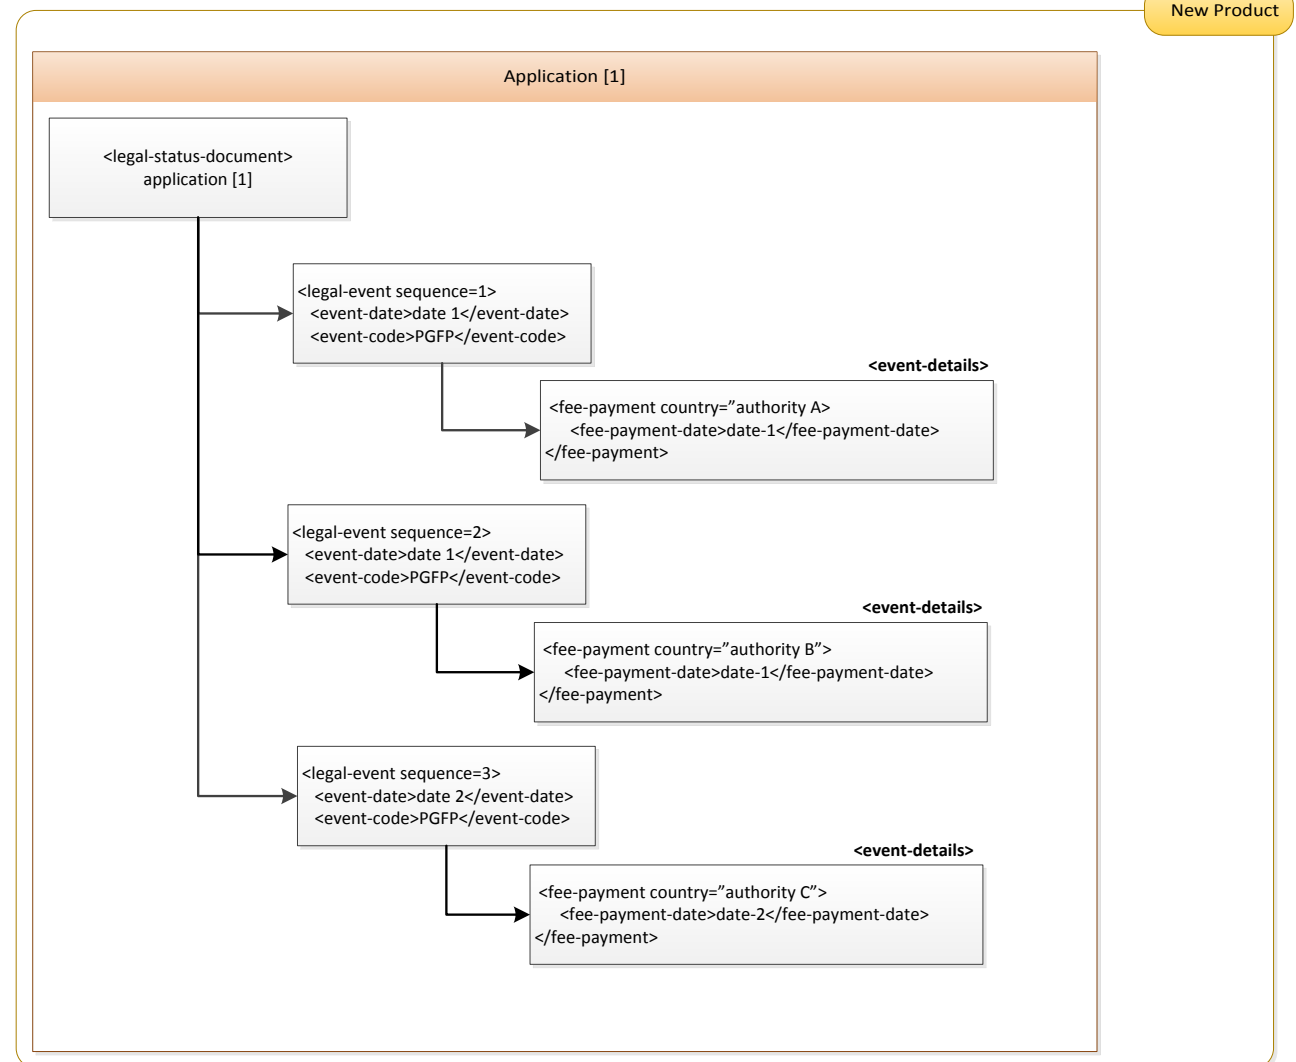 New Product
Application [1]
<legal-status-document>
application [1]
<legal-event sequence=1>
<event-date>date 1</event-date>
<event-code>PGFP</event-code>
<event-details>
<fee-payment country=”authority A>
<fee-payment-date>date-1</fee-payment-date>
</fee-payment>
<legal-event sequence=2>
<event-date>date 1</event-date>
<event-code>PGFP</event-code>
<event-details>
<fee-payment country=”authority B”>
<fee-payment-date>date-1</fee-payment-date>
</fee-payment>
<legal-event sequence=3>
<event-date>date 2</event-date>
<event-code>PGFP</event-code>
<event-details>
<fee-payment country=”authority C”>
<fee-payment-date>date-2</fee-payment-date>
</fee-payment>